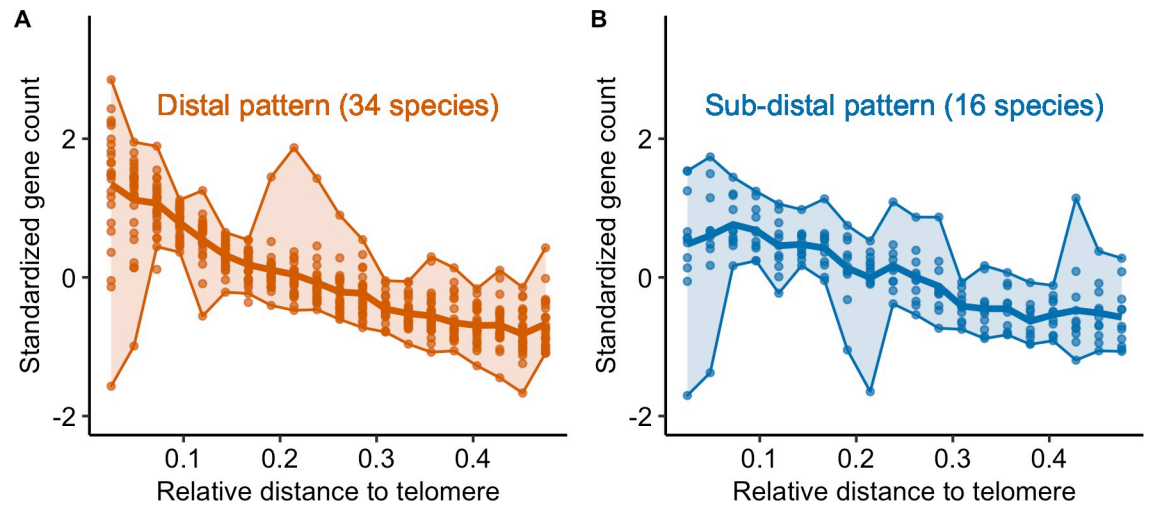 A
Standardized gene count
Distal pattern (34 species)
2
0
-2
0.1 0.2 0.3 0.4
Relative distance to telomere
B
Standardized gene count
Sub-distal pattern (16 species)
2
0
-2
0.1 0.2 0.3 0.4
Relative distance to telomere